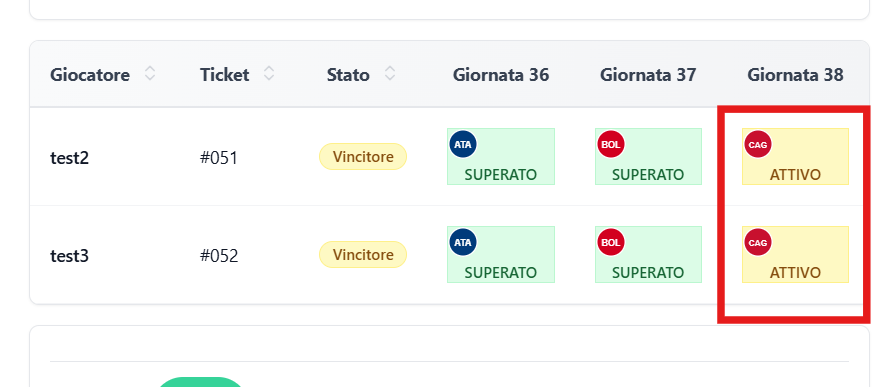 Giocatore Ticket Stato Giornata 36 Giornata 37 Giornata 38
test2 #051 Vincitore ATA SUPERATO BOL SUPERATO CAG ATTIVO
test3 #052 Vincitore ATA SUPERATO BOL SUPERATO CAG ATTIVO